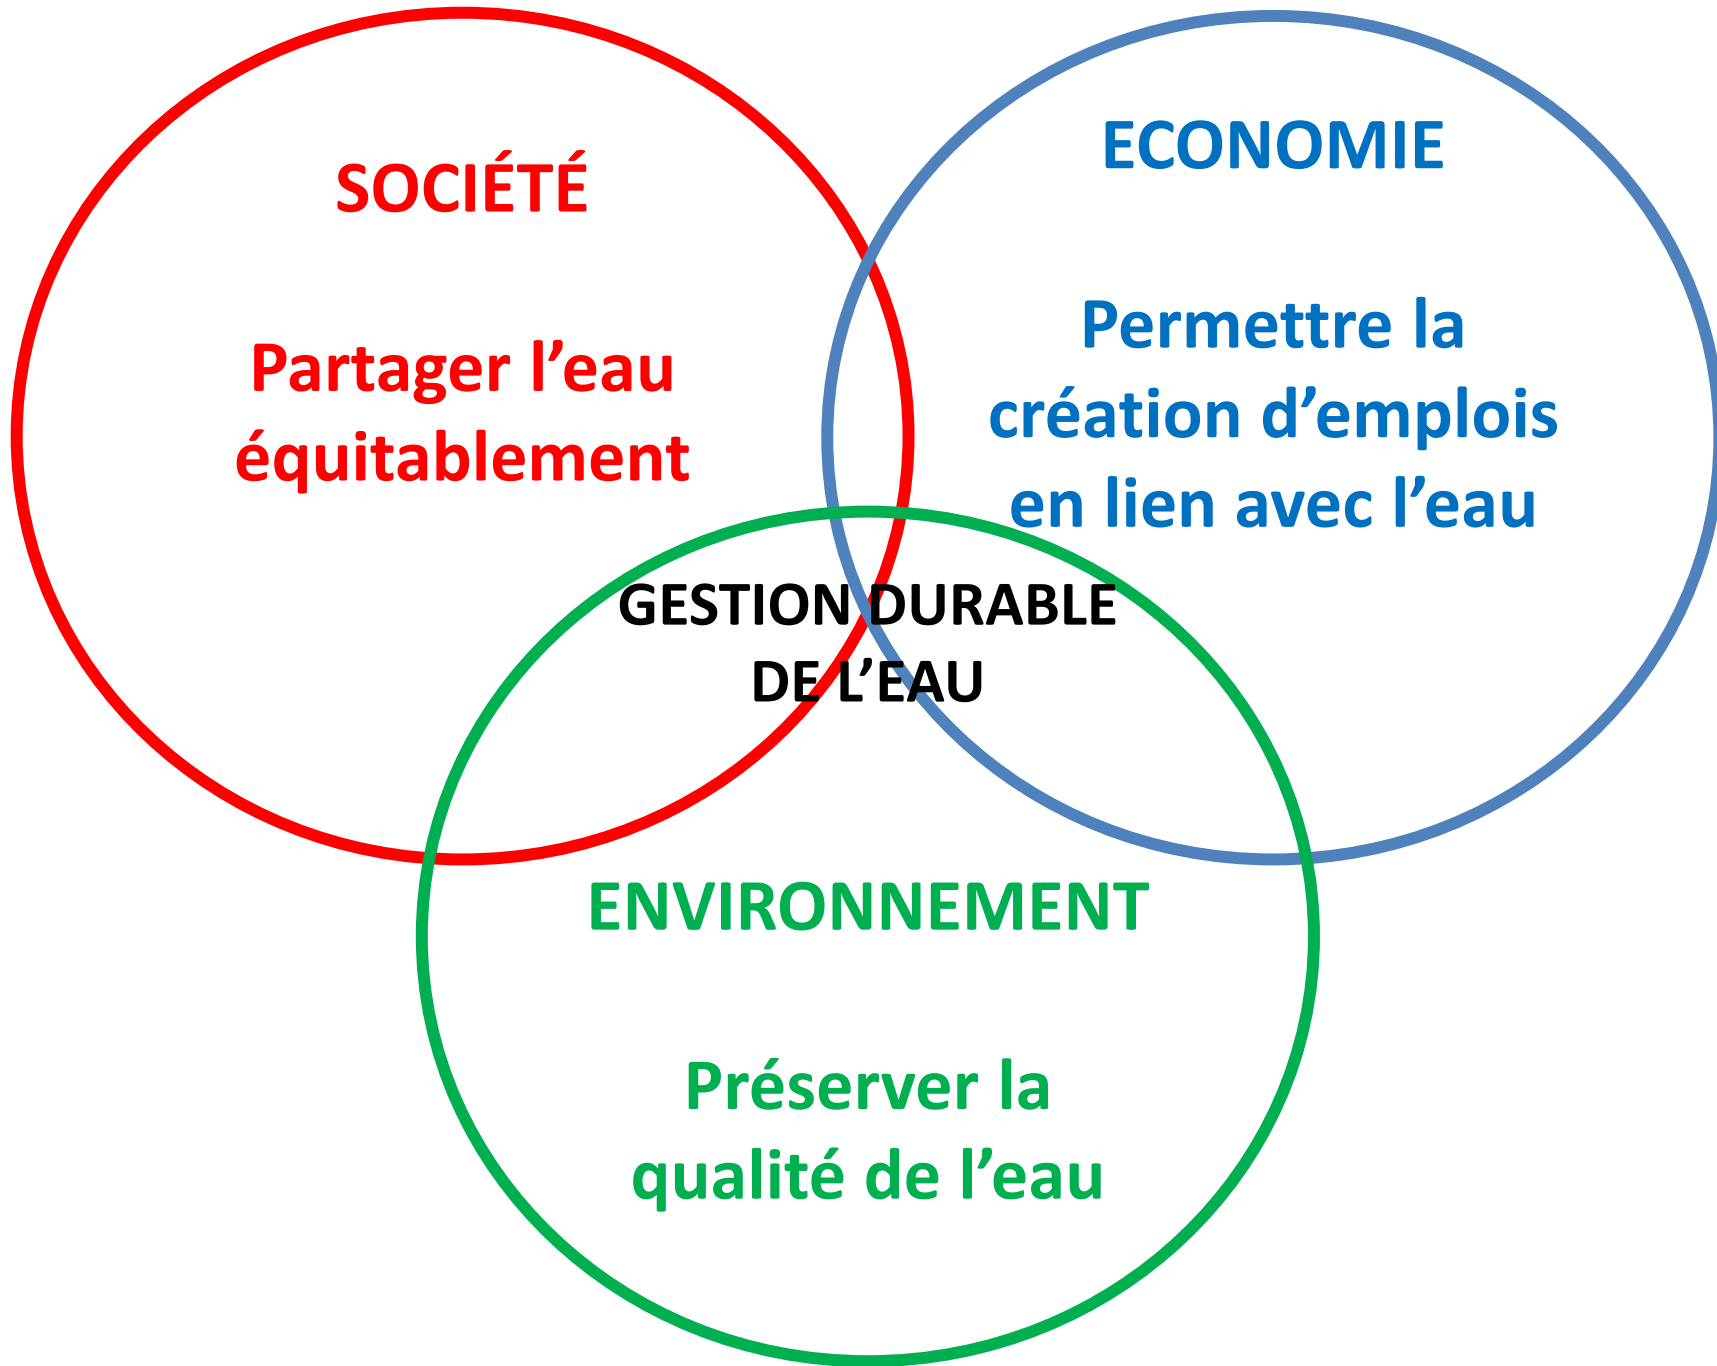 SOCIÉTÉ
Partager l’eau
équitablement
ECONOMIE
Permettre la
création d’emplois
en lien avec l’eau
GESTION DURABLE
DE L’EAU
ENVIRONNEMENT
Préserver la
qualité de l’eau